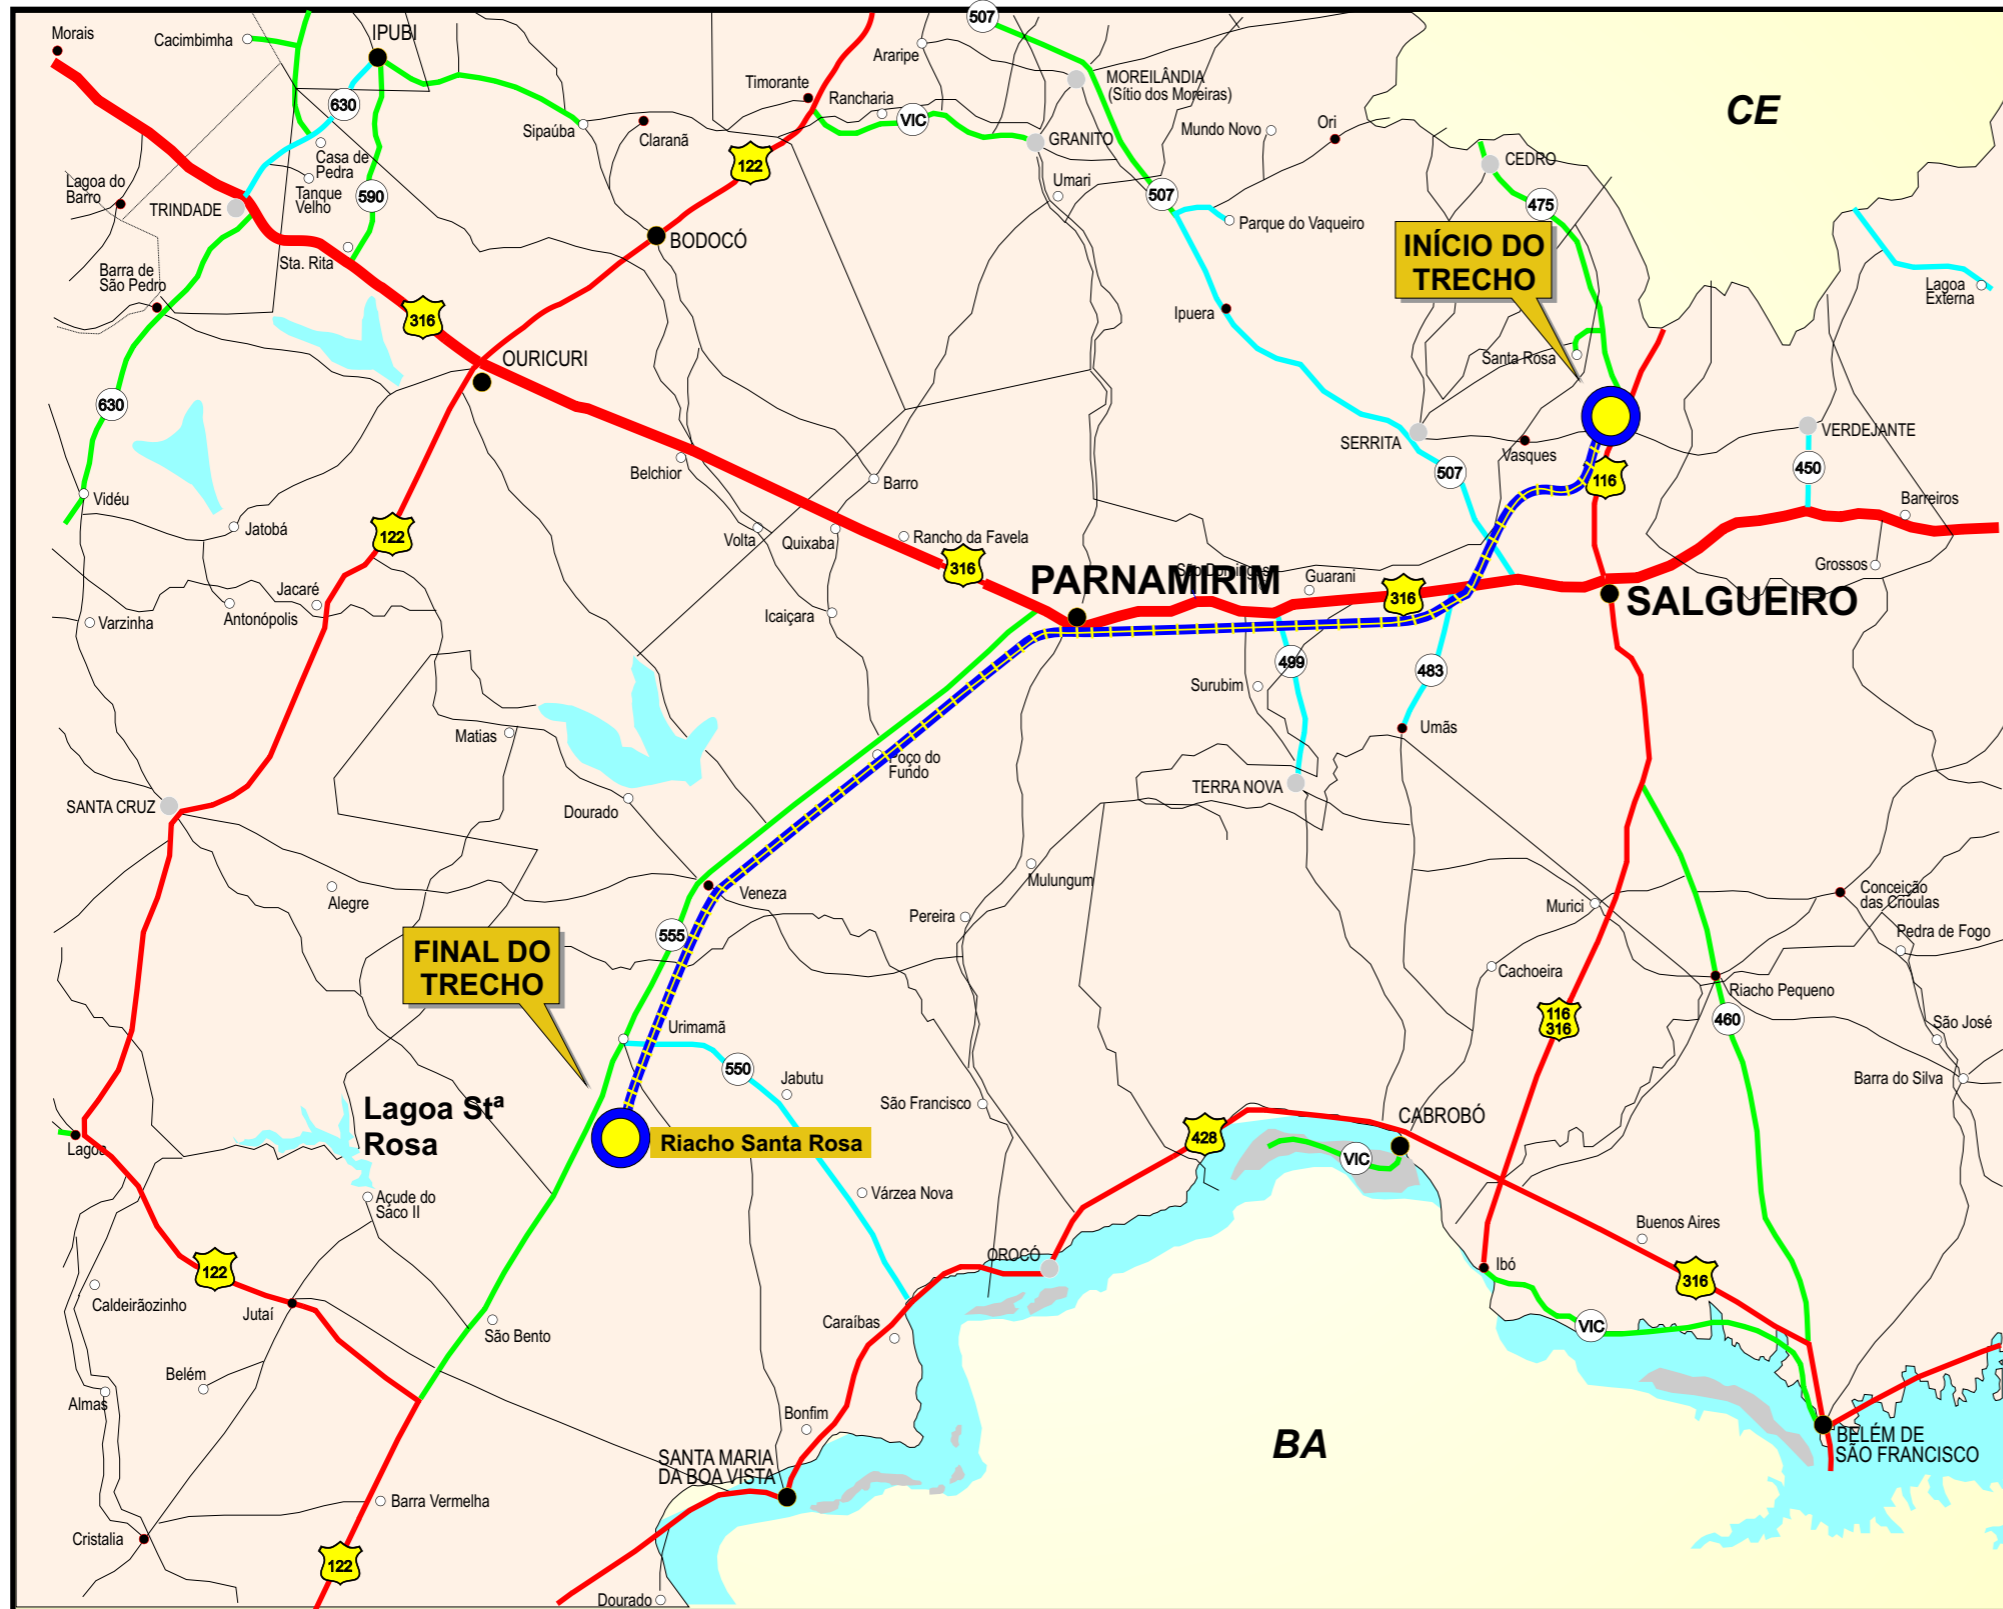 507
Morais
Cacimbimha
IPUBI
Araripe
MOREILÂNDIA
(Sítio dos Moreiras)
CE
630
Timorante
Rancharia
VIC
Sipaúba
Claranã
GRANITO
Mundo Novo
Ori
Casa de
Pedra
122
CEDRO
Lagoa do
Barro
Tanque
Velho
590
Umari
507
475
TRINDADE
Parque do Vaqueiro
BODOCÓ
INÍCIO DO
TRECHO
Sta. Rita
Barra de
São Pedro
Lagoa
Externa
316
Ipuera
OURICURI
Santa Rosa
630
SERRITA
VERDEJANTE
Vasques
Belchior
Barro
507
116
450
Vidéu
Barreiros
Jatobá
122
Volta
Quixaba
Rancho da Favela
316
Grossos
PARNAMIRIM
São Domingos
Guarani
316
SALGUEIRO
Jacaré
Antonópolis
Varzinha
Icaiçara
499
483
Surubim
Umãs
Matias
Poço do
Fundo
SANTA CRUZ
Dourado
TERRA NOVA
Alegre
Veneza
Mulungum
Conceição
das Crioulas
Pereira
Murici
555
Pedra de Fogo
FINAL DO
TRECHO
Cachoeira
Riacho Pequeno
Urimamã
116
316
460
São José
550
Jabutu
Barra do Silva
São Francisco
Lagoa Stª
Rosa
CABROBÓ
Lagoa
Riacho Santa Rosa
428
VIC
Açude do
Saco II
Várzea Nova
Buenos Aires
OROCÓ
Ibó
122
316
Caldeirãozinho
Jutaí
São Bento
Caraíbas
VIC
Belém
Almas
Bonfim
BA
BELÉM DE
SÃO FRANCISCO
SANTA MARIA
DA BOA VISTA
Barra Vermelha
Cristalia
122
Dourado